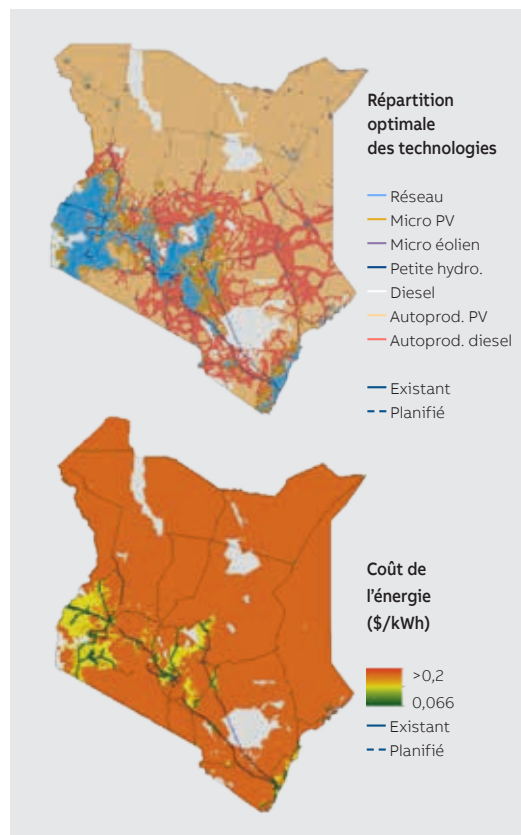 Répartition
optimale
des technologies
Réseau
Micro PV
Micro éolien
Petite hydro.
Diesel
Autoprod. PV
Autoprod. diesel
Existant
Planifié
Coût de
l'énergie
($/kWh)
>0,2
0,066
Existant
Planifié